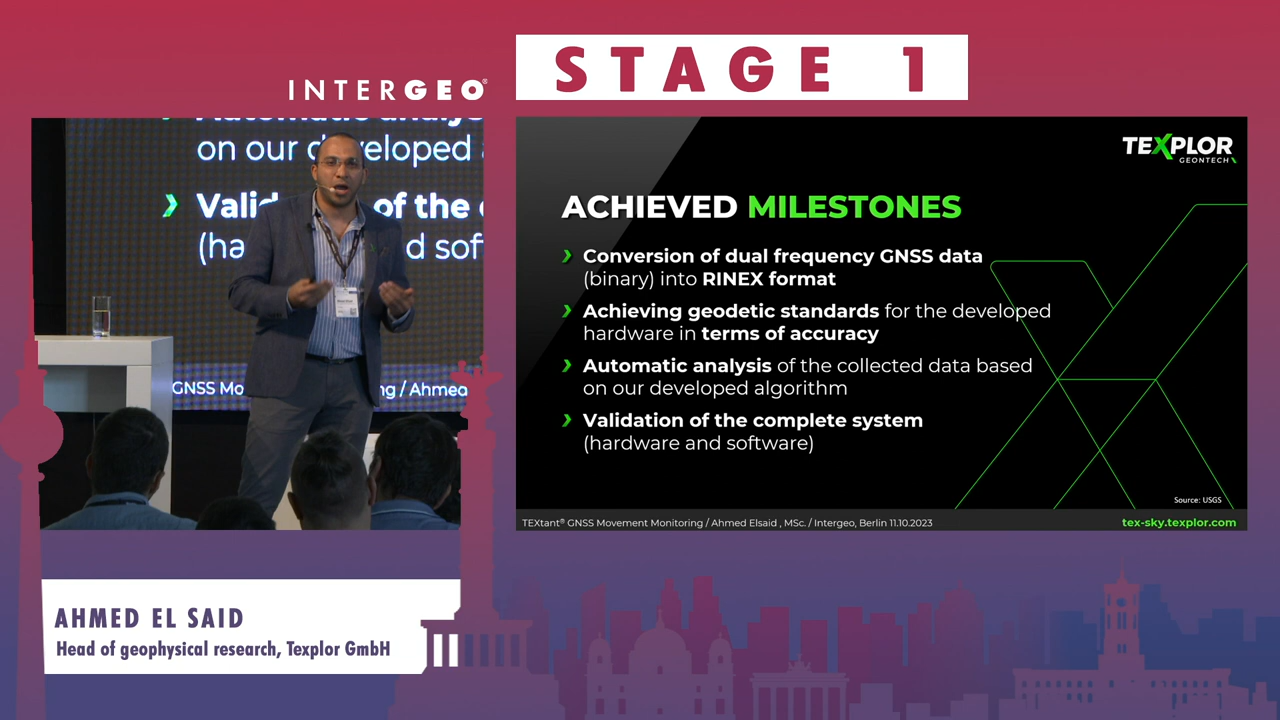 STAGE 1
INTERGEO®
on our developed
Valid of the
(ha d sof
GNSS Mo ng / Ahmed
TEXPLOR
GEONTECH
ACHIEVED MILESTONES
› Conversion of dual frequency GNSS data
(binary) into RINEX format
› Achieving geodetic standards for the developed
hardware in terms of accuracy
› Automatic analysis of the collected data based
on our developed algorithm
› Validation of the complete system
(hardware and software)
Source: USGS
TEXtant® GNSS Movement Monitoring / Ahmed Elsaid , MSc. / Intergeo, Berlin 11.10.2023
tex-sky.texplor.com
AHMED EL SAID
Head of geophysical research, Texplor GmbH